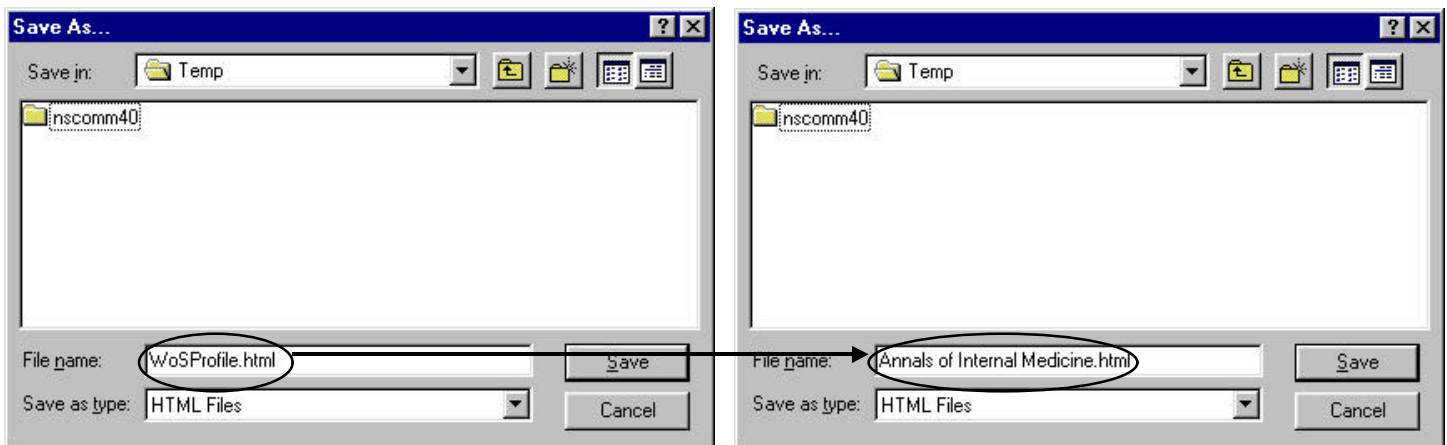 Save As...
Save in: Temp
nscomm40
File name: WoSProfile.html Save
Save as type: HTML Files Cancel
Save As...
Save in: Temp
nscomm40
File name: Annals of Internal Medicine.html Save
Save as type: HTML Files Cancel